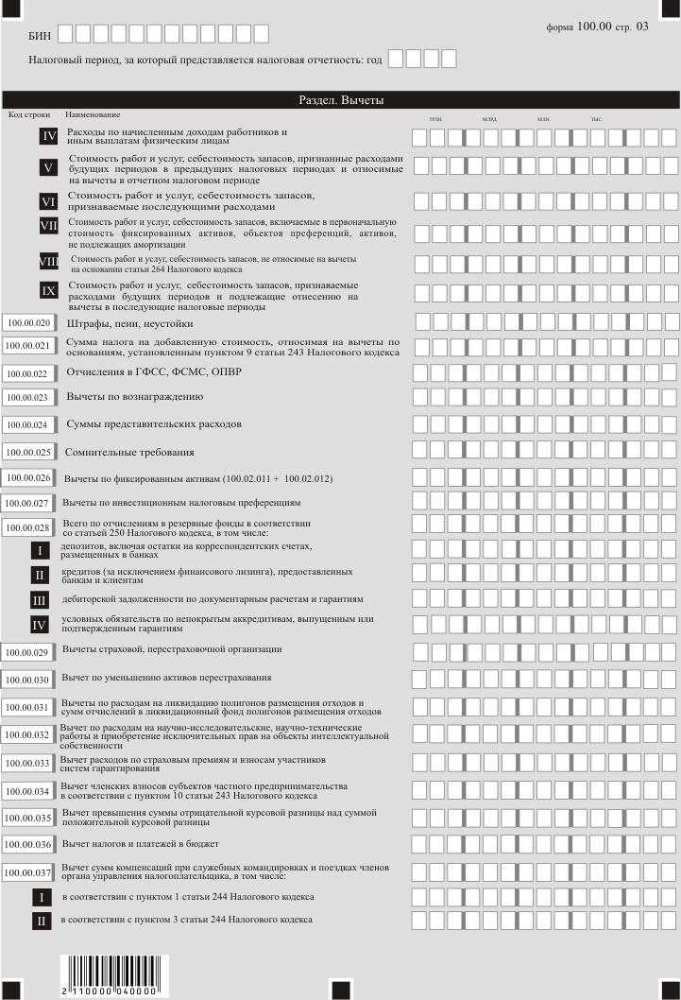 форма 100.00 стр. 03
БИН
Налоговый период, за который представляется налоговая отчетность: год
Раздел. Вычеты
Код строки Наименование
трлн. млрд. млн. тыс.
IV Расходы по начисленным доходам работников и
иным выплатам физическим лицам
V Стоимость работ и услуг, себестоимость запасов, признанные расходами
будущих периодов в предыдущих налоговых периодах и относимые
на вычеты в отчетном налоговом периоде
VI Стоимость работ и услуг, себестоимость запасов,
признаваемые последующими расходами
VII Стоимость работ и услуг, себестоимость запасов, включаемые в первоначальную
стоимость фиксированных активов, объектов преференций, активов,
не подлежащих амортизации
VIII Стоимость работ и услуг, себестоимость запасов, не относимые на вычеты
на основании статьи 264 Налогового кодекса
IX Стоимость работ и услуг, себестоимость запасов, признаваемые
расходами будущих периодов и подлежащие отнесению на
вычеты в последующие налоговые периоды
100.00.020 Штрафы, пени, неустойки
100.00.021 Сумма налога на добавленную стоимость, относимая на вычеты по
основаниям, установленным пунктом 9 статьи 243 Налогового кодекса
100.00.022 Отчисления в ГФСС, ФСМС, ОПВР
100.00.023 Вычеты по вознаграждению
100.00.024 Суммы представительских расходов
100.00.025 Сомнительные требования
100.00.026 Вычеты по фиксированным активам (100.02.011 + 100.02.012)
100.00.027 Вычеты по инвестиционным налоговым преференциям
100.00.028 Всего по отчислениям в резервные фонды в соответствии
со статьей 250 Налогового кодекса, в том числе:
I депозитов, включая остатки на корреспондентских счетах,
размещенных в банках
II кредитов (за исключением финансового лизинга), предоставленных
банкам и клиентам
III дебиторской задолженности по документарным расчетам и гарантиям
IV условных обязательств по непокрытым аккредитивам, выпущенным или
подтвержденным гарантиям
100.00.029 Вычеты страховой, перестраховочной организации
100.00.030 Вычет по уменьшению активов перестрахования
100.00.031 Вычеты по расходам на ликвидацию полигонов размещения отходов и
сумм отчислений в ликвидационный фонд полигонов размещения отходов
100.00.032 Вычет по расходам на научно-исследовательские, научно-технические
работы и приобретение исключительных прав на объекты интеллектуальной
собственности
100.00.033 Вычет расходов по страховым премиям и взносам участников
систем гарантирования
100.00.034 Вычет членских взносов субъектов частного предпринимательства
в соответствии с пунктом 10 статьи 243 Налогового кодекса
100.00.035 Вычет превышения суммы отрицательной курсовой разницы над суммой
положительной курсовой разницы
100.00.036 Вычет налогов и платежей в бюджет
100.00.037 Вычет сумм компенсаций при служебных командировках и поездках членов
органа управления налогоплательщика, в том числе:
I в соответствии с пунктом 1 статьи 244 Налогового кодекса
II в соответствии с пунктом 3 статьи 244 Налогового кодекса
2 110000 040000